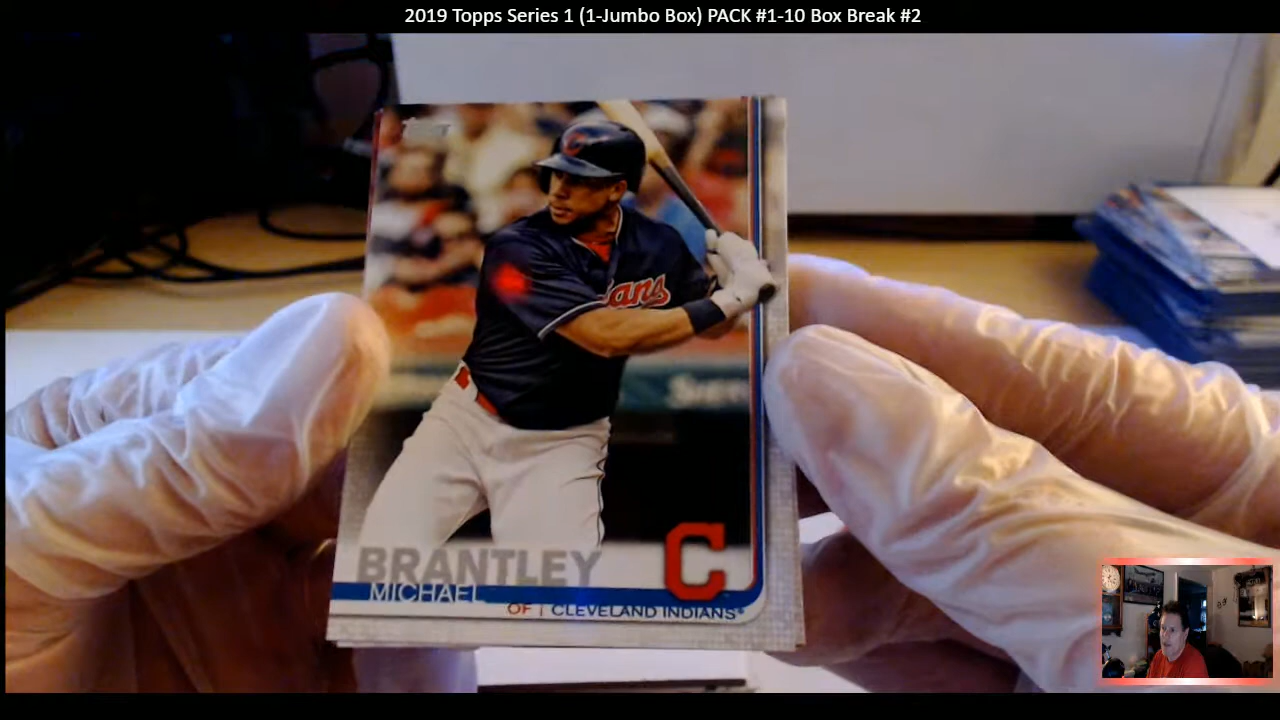 2019 Topps Series 1 (1-Jumbo Box) PACK #1-10 Box Break #2
ans
BRANTLEY
C
MICHAEL
OF | CLEVELAND INDIANS®